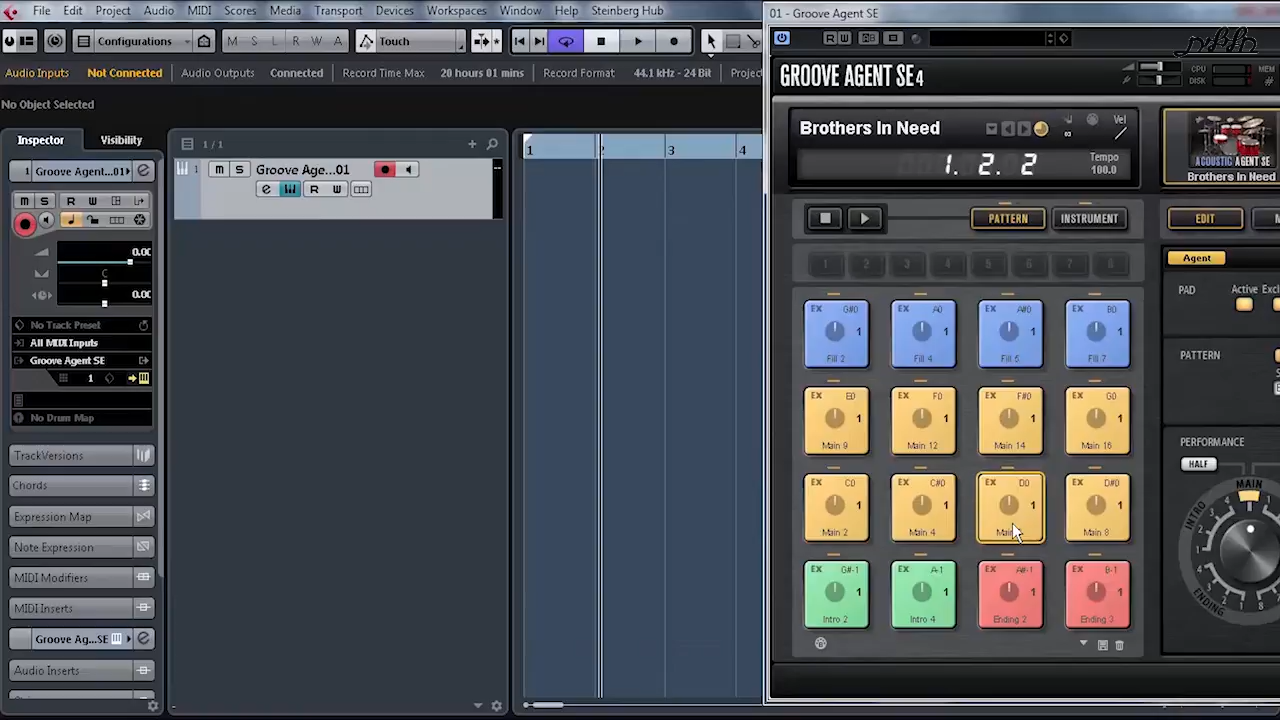 File Edit Project Audio MIDI Scores Media Transport Devices Workspaces Window Help Steinberg Hub
01 - Groove Agent SE
Configurations M S L R W A Touch
R W
Audio Inputs Not Connected Audio Outputs Connected Record Time Max 20 hours 01 mins Record Format 44.1 kHz - 24 Bit
CPU MEM
DISK
GROOVE AGENT SE4
No Object Selected
Brothers In Need Vel
03
1. 2. 2 Tempo
100.0
ACOUSTIC AGENT SE
Brothers In Need
Inspector Visibility
1 / 1
1 2 3 4
1 Groove Agent...01
1 M S Groove Age...01
e R W
M S R W
PATTERN INSTRUMENT EDIT
0.00
C
0.00
1 2 3 4 5 6 7 8
Agent
PAD Active Excl
No Track Preset
All MIDI Inputs
Groove Agent SE
1
No Drum Map
EX G#0 1 Fill 2
EX A0 1 Fill 4
EX A#0 1 Fill 5
EX B0 1 Fill 7
PATTERN
EX E0 1 Main 9
EX F0 1 Main 12
EX F#0 1 Main 14
EX G0 1 Main 16
PERFORMANCE
HALF
MAIN
INTRO
ENDING
EX C0 1 Main 2
EX C#0 1 Main 4
EX D0 1
EX D#0 1 Main 8
EX G#-1 1 Intro 2
EX A-1 1 Intro 4
EX A#-1 1 Ending 2
EX B-1 1 Ending 3
TrackVersions
Chords
Expression Map
Note Expression
MIDI Modifiers
MIDI Inserts
Groove Ag...SE
Audio Inserts